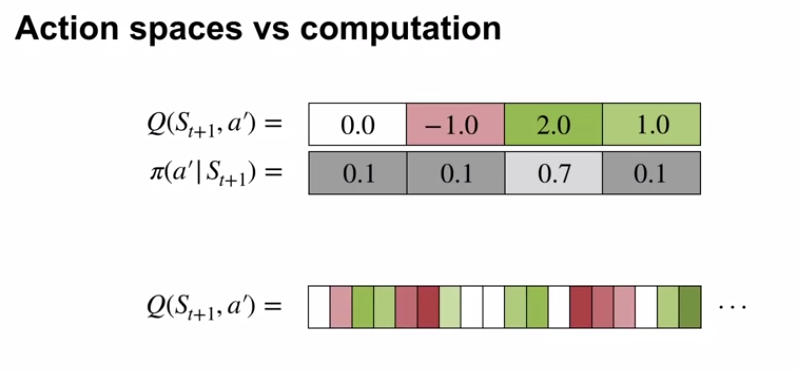 Action spaces vs computation
Q(Sₜ₊₁, a′) = 0.0 −1.0 2.0 1.0
π(a′|Sₜ₊₁) = 0.1 0.1 0.7 0.1
Q(Sₜ₊₁, a′) = ...